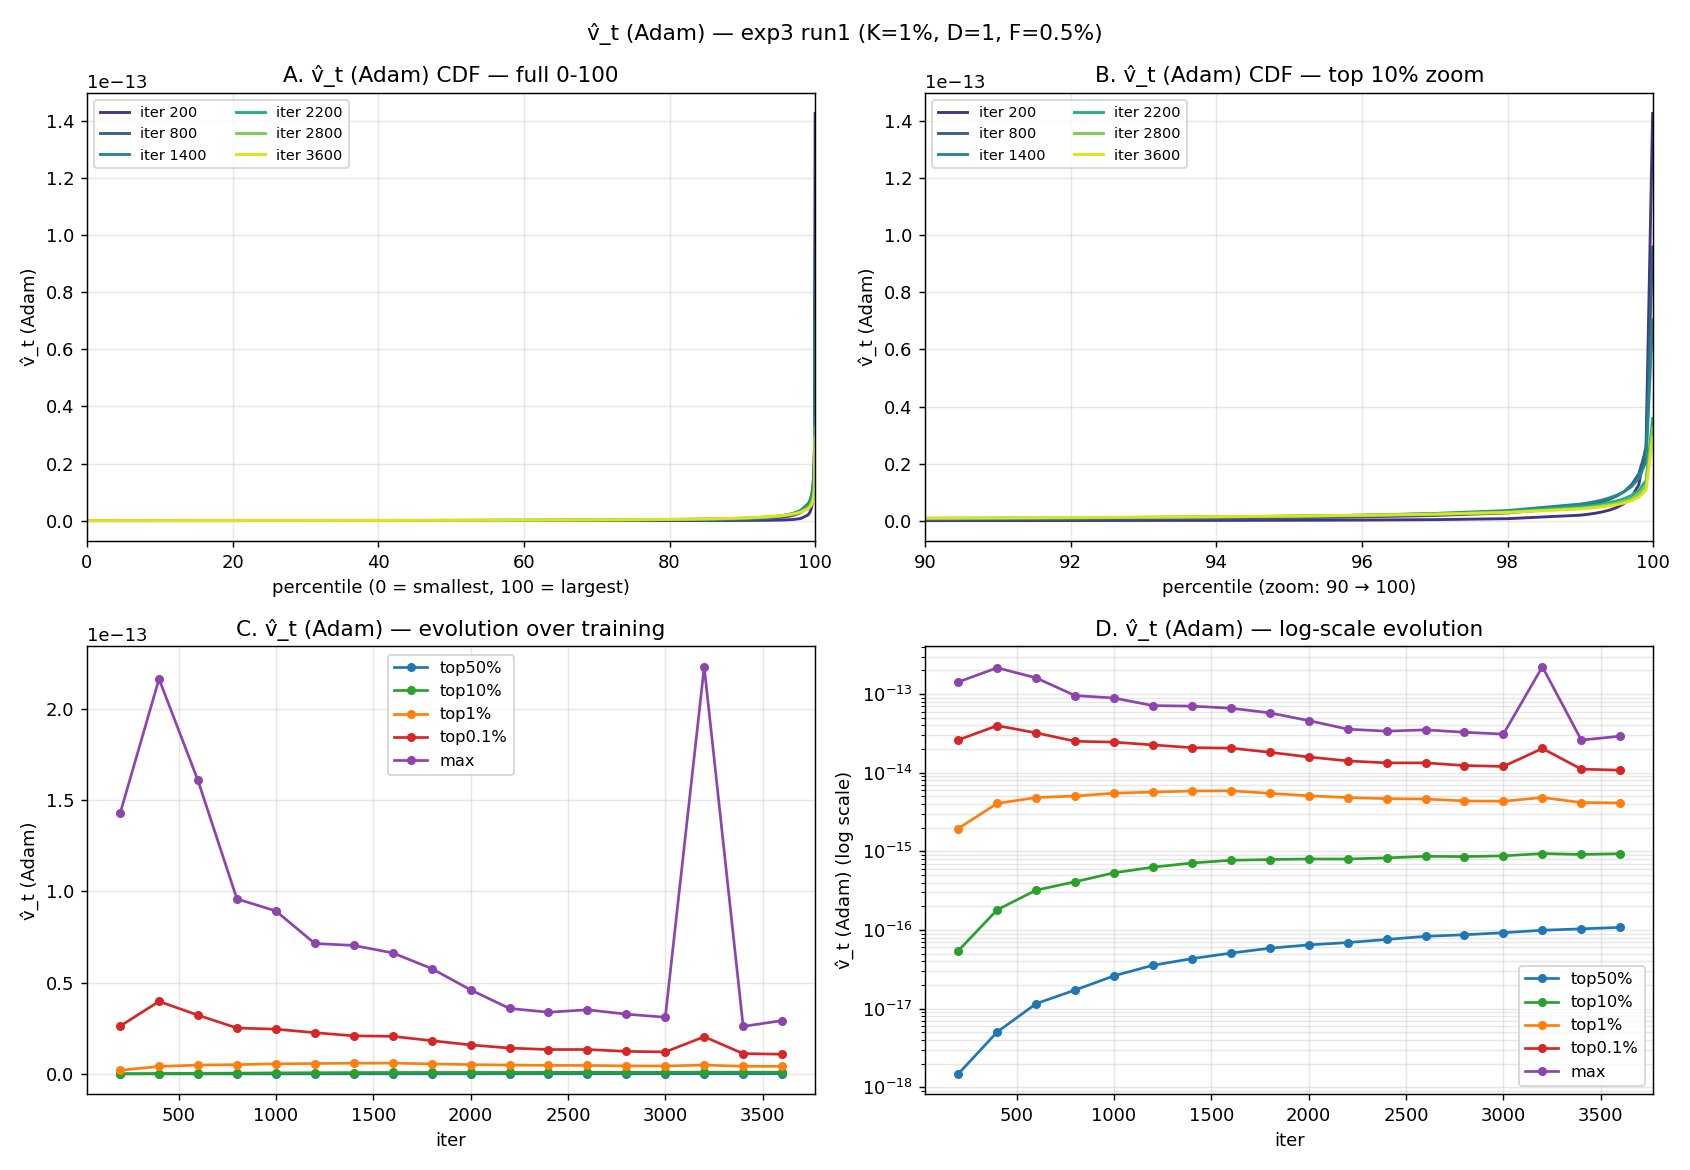 v̂_t (Adam) — exp3 run1 (K=1%, D=1, F=0.5%)
A. v̂_t (Adam) CDF — full 0-100
1e−13
v̂_t (Adam)
1.4
1.2
1.0
0.8
0.6
0.4
0.2
0.0
iter 200
iter 800
iter 1400
iter 2200
iter 2800
iter 3600
0 20 40 60 80 100
percentile (0 = smallest, 100 = largest)
B. v̂_t (Adam) CDF — top 10% zoom
1e−13
v̂_t (Adam)
1.4
1.2
1.0
0.8
0.6
0.4
0.2
0.0
iter 200
iter 800
iter 1400
iter 2200
iter 2800
iter 3600
90 92 94 96 98 100
percentile (zoom: 90 → 100)
C. v̂_t (Adam) — evolution over training
1e−13
v̂_t (Adam)
2.0
1.5
1.0
0.5
0.0
top50%
top10%
top1%
top0.1%
max
500 1000 1500 2000 2500 3000 3500
iter
D. v̂_t (Adam) — log-scale evolution
v̂_t (Adam) (log scale)
10⁻¹³
10⁻¹⁴
10⁻¹⁵
10⁻¹⁶
10⁻¹⁷
10⁻¹⁸
top50%
top10%
top1%
top0.1%
max
500 1000 1500 2000 2500 3000 3500
iter